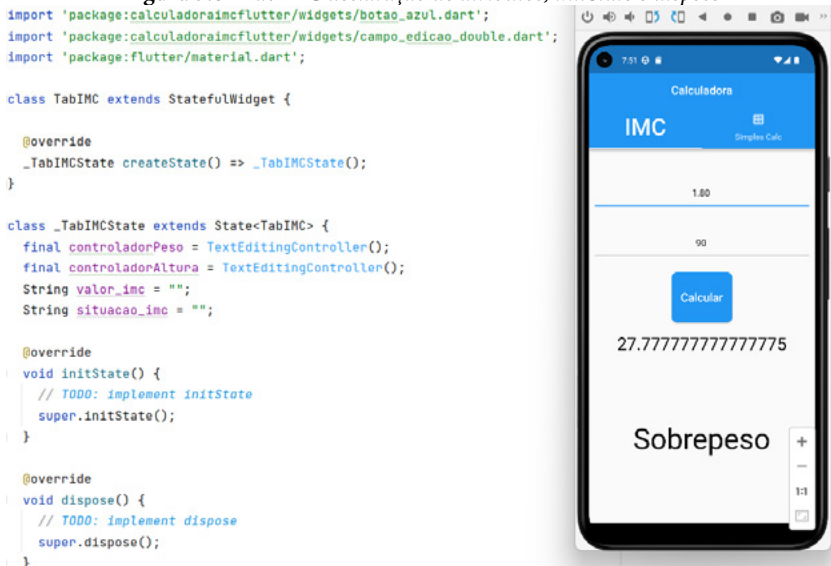 import 'package:calculadoraimcflutter/widgets/botao_azul.dart';
import 'package:calculadoraimcflutter/widgets/campo_edicao_double.dart';
import 'package:flutter/material.dart';
class TabIMC extends StatefulWidget {
@override
_TabIMCState createState() => _TabIMCState();
}
class _TabIMCState extends State<TabIMC> {
final controladorPeso = TextEditingController();
final controladorAltura = TextEditingController();
String valor_imc = "";
String situacao_imc = "";
@override
void initState() {
// TODO: implement initState
super.initState();
}
@override
void dispose() {
// TODO: implement dispose
super.dispose();
}
7:51
Calculadora
IMC
Simples Calc
1.80
90
Calcular
27.777777777777775
Sobrepeso
1:1